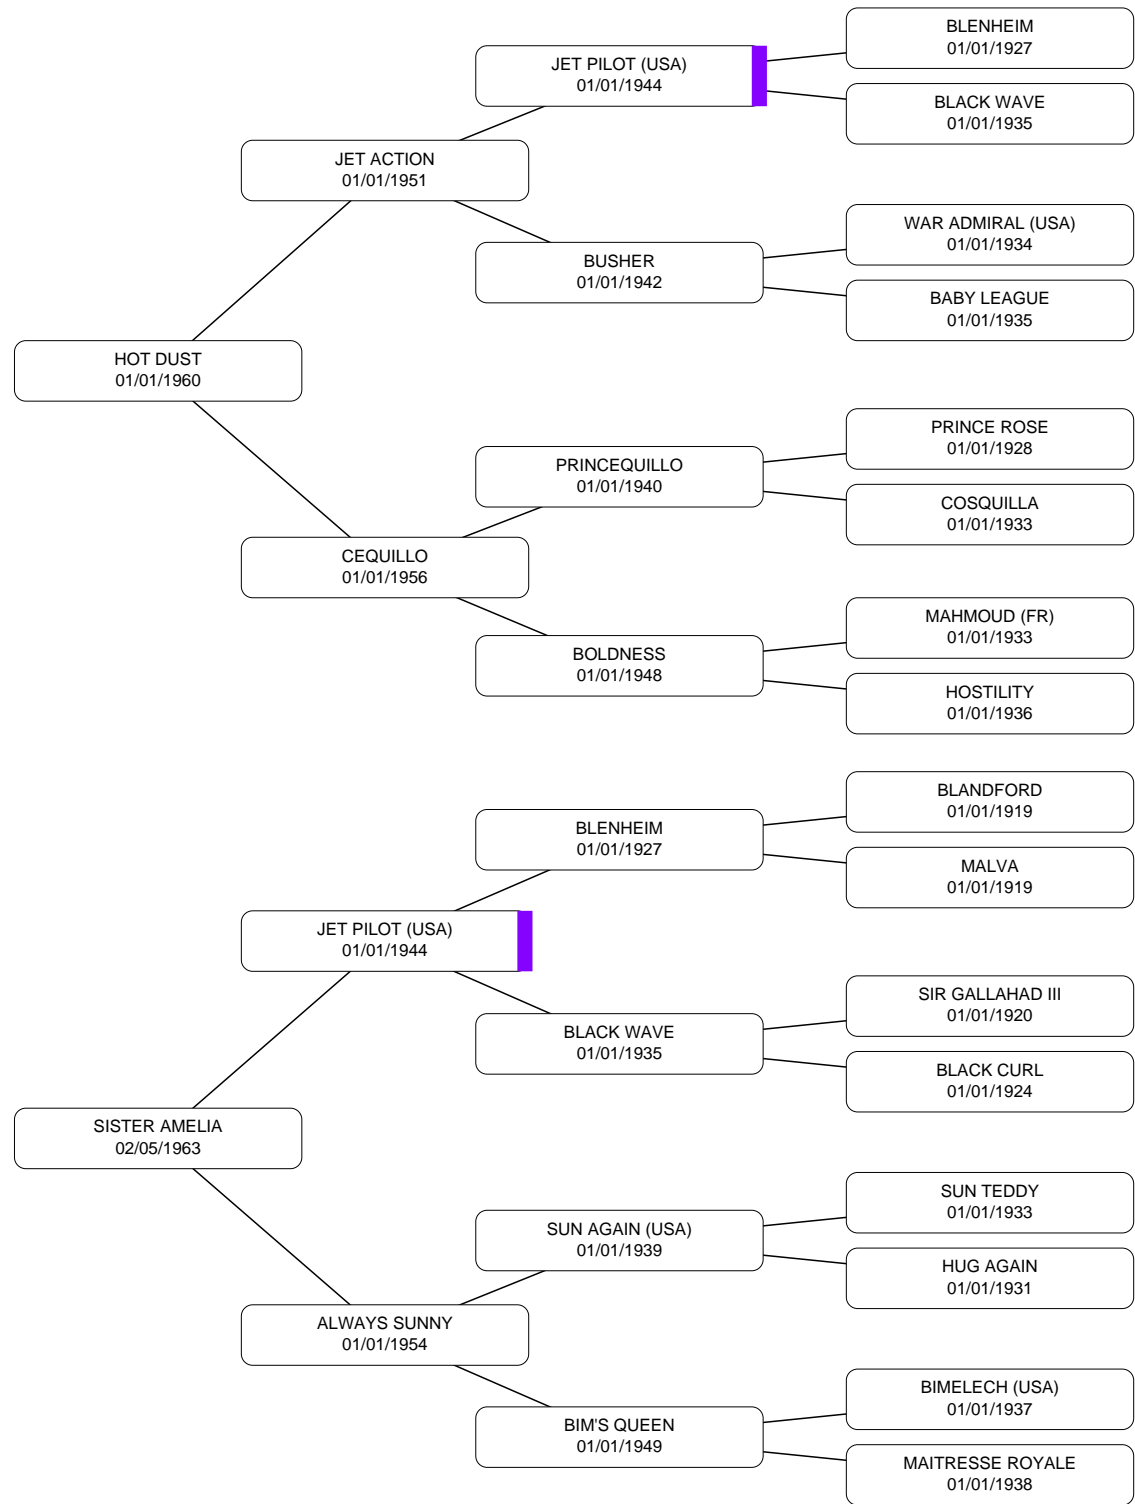 BLENHEIM
01/01/1927
JET PILOT (USA)
01/01/1944
BLACK WAVE
01/01/1935
JET ACTION
01/01/1951
WAR ADMIRAL (USA)
01/01/1934
BUSHER
01/01/1942
BABY LEAGUE
01/01/1935
HOT DUST
01/01/1960
PRINCE ROSE
01/01/1928
PRINCEQUILLO
01/01/1940
COSQUILLA
01/01/1933
CEQUILLO
01/01/1956
MAHMOUD (FR)
01/01/1933
BOLDNESS
01/01/1948
HOSTILITY
01/01/1936
BLANDFORD
01/01/1919
BLENHEIM
01/01/1927
MALVA
01/01/1919
JET PILOT (USA)
01/01/1944
SIR GALLAHAD III
01/01/1920
BLACK WAVE
01/01/1935
BLACK CURL
01/01/1924
SISTER AMELIA
02/05/1963
SUN TEDDY
01/01/1933
SUN AGAIN (USA)
01/01/1939
HUG AGAIN
01/01/1931
ALWAYS SUNNY
01/01/1954
BIMELECH (USA)
01/01/1937
BIM'S QUEEN
01/01/1949
MAITRESSE ROYALE
01/01/1938